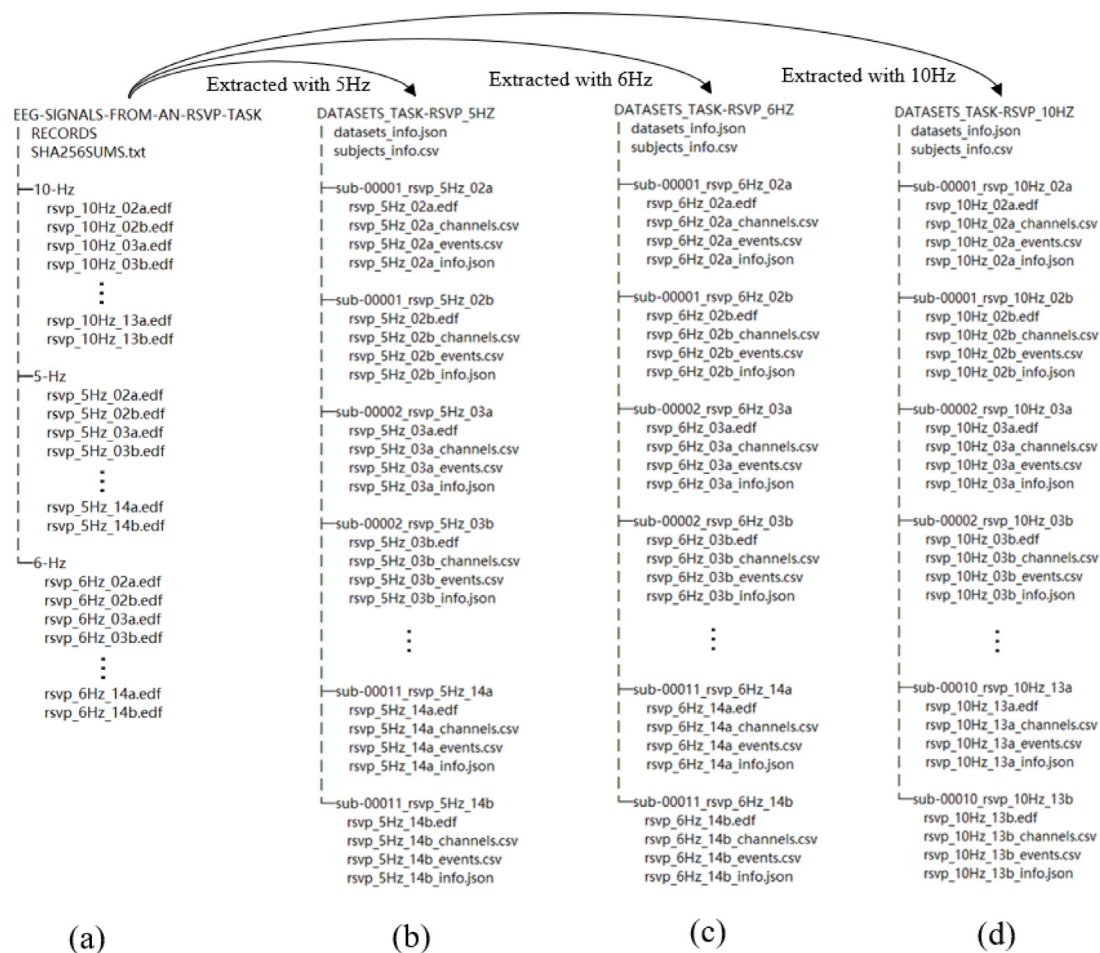 Extracted with 5Hz
Extracted with 6Hz
Extracted with 10Hz
EEG-SIGNALS-FROM-AN-RSVP-TASK
RECORDS
SHA256SUMS.txt
10-Hz
rsvp_10Hz_02a.edf
rsvp_10Hz_02b.edf
rsvp_10Hz_03a.edf
rsvp_10Hz_03b.edf
rsvp_10Hz_13a.edf
rsvp_10Hz_13b.edf
5-Hz
rsvp_5Hz_02a.edf
rsvp_5Hz_02b.edf
rsvp_5Hz_03a.edf
rsvp_5Hz_03b.edf
rsvp_5Hz_14a.edf
rsvp_5Hz_14b.edf
6-Hz
rsvp_6Hz_02a.edf
rsvp_6Hz_02b.edf
rsvp_6Hz_03a.edf
rsvp_6Hz_03b.edf
rsvp_6Hz_14a.edf
rsvp_6Hz_14b.edf
(a)
DATASETS_TASK-RSVP_5HZ
datasets_info.json
subjects_info.csv
sub-00001_rsvp_5Hz_02a
rsvp_5Hz_02a.edf
rsvp_5Hz_02a_channels.csv
rsvp_5Hz_02a_events.csv
rsvp_5Hz_02a_info.json
sub-00001_rsvp_5Hz_02b
rsvp_5Hz_02b.edf
rsvp_5Hz_02b_channels.csv
rsvp_5Hz_02b_events.csv
rsvp_5Hz_02b_info.json
sub-00002_rsvp_5Hz_03a
rsvp_5Hz_03a.edf
rsvp_5Hz_03a_channels.csv
rsvp_5Hz_03a_events.csv
rsvp_5Hz_03a_info.json
sub-00002_rsvp_5Hz_03b
rsvp_5Hz_03b.edf
rsvp_5Hz_03b_channels.csv
rsvp_5Hz_03b_events.csv
rsvp_5Hz_03b_info.json
sub-00011_rsvp_5Hz_14a
rsvp_5Hz_14a.edf
rsvp_5Hz_14a_channels.csv
rsvp_5Hz_14a_events.csv
rsvp_5Hz_14a_info.json
sub-00011_rsvp_5Hz_14b
rsvp_5Hz_14b.edf
rsvp_5Hz_14b_channels.csv
rsvp_5Hz_14b_events.csv
rsvp_5Hz_14b_info.json
(b)
DATASETS_TASK-RSVP_6HZ
datasets_info.json
subjects_info.csv
sub-00001_rsvp_6Hz_02a
rsvp_6Hz_02a.edf
rsvp_6Hz_02a_channels.csv
rsvp_6Hz_02a_events.csv
rsvp_6Hz_02a_info.json
sub-00001_rsvp_6Hz_02b
rsvp_6Hz_02b.edf
rsvp_6Hz_02b_channels.csv
rsvp_6Hz_02b_events.csv
rsvp_6Hz_02b_info.json
sub-00002_rsvp_6Hz_03a
rsvp_6Hz_03a.edf
rsvp_6Hz_03a_channels.csv
rsvp_6Hz_03a_events.csv
rsvp_6Hz_03a_info.json
sub-00002_rsvp_6Hz_03b
rsvp_6Hz_03b.edf
rsvp_6Hz_03b_channels.csv
rsvp_6Hz_03b_events.csv
rsvp_6Hz_03b_info.json
sub-00011_rsvp_6Hz_14a
rsvp_6Hz_14a.edf
rsvp_6Hz_14a_channels.csv
rsvp_6Hz_14a_events.csv
rsvp_6Hz_14a_info.json
sub-00011_rsvp_6Hz_14b
rsvp_6Hz_14b.edf
rsvp_6Hz_14b_channels.csv
rsvp_6Hz_14b_events.csv
rsvp_6Hz_14b_info.json
(c)
DATASETS_TASK-RSVP_10HZ
datasets_info.json
subjects_info.csv
sub-00001_rsvp_10Hz_02a
rsvp_10Hz_02a.edf
rsvp_10Hz_02a_channels.csv
rsvp_10Hz_02a_events.csv
rsvp_10Hz_02a_info.json
sub-00001_rsvp_10Hz_02b
rsvp_10Hz_02b.edf
rsvp_10Hz_02b_channels.csv
rsvp_10Hz_02b_events.csv
rsvp_10Hz_02b_info.json
sub-00002_rsvp_10Hz_03a
rsvp_10Hz_03a.edf
rsvp_10Hz_03a_channels.csv
rsvp_10Hz_03a_events.csv
rsvp_10Hz_03a_info.json
sub-00002_rsvp_10Hz_03b
rsvp_10Hz_03b.edf
rsvp_10Hz_03b_channels.csv
rsvp_10Hz_03b_events.csv
rsvp_10Hz_03b_info.json
sub-00010_rsvp_10Hz_13a
rsvp_10Hz_13a.edf
rsvp_10Hz_13a_channels.csv
rsvp_10Hz_13a_events.csv
rsvp_10Hz_13a_info.json
sub-00010_rsvp_10Hz_13b
rsvp_10Hz_13b.edf
rsvp_10Hz_13b_channels.csv
rsvp_10Hz_13b_events.csv
rsvp_10Hz_13b_info.json
(d)